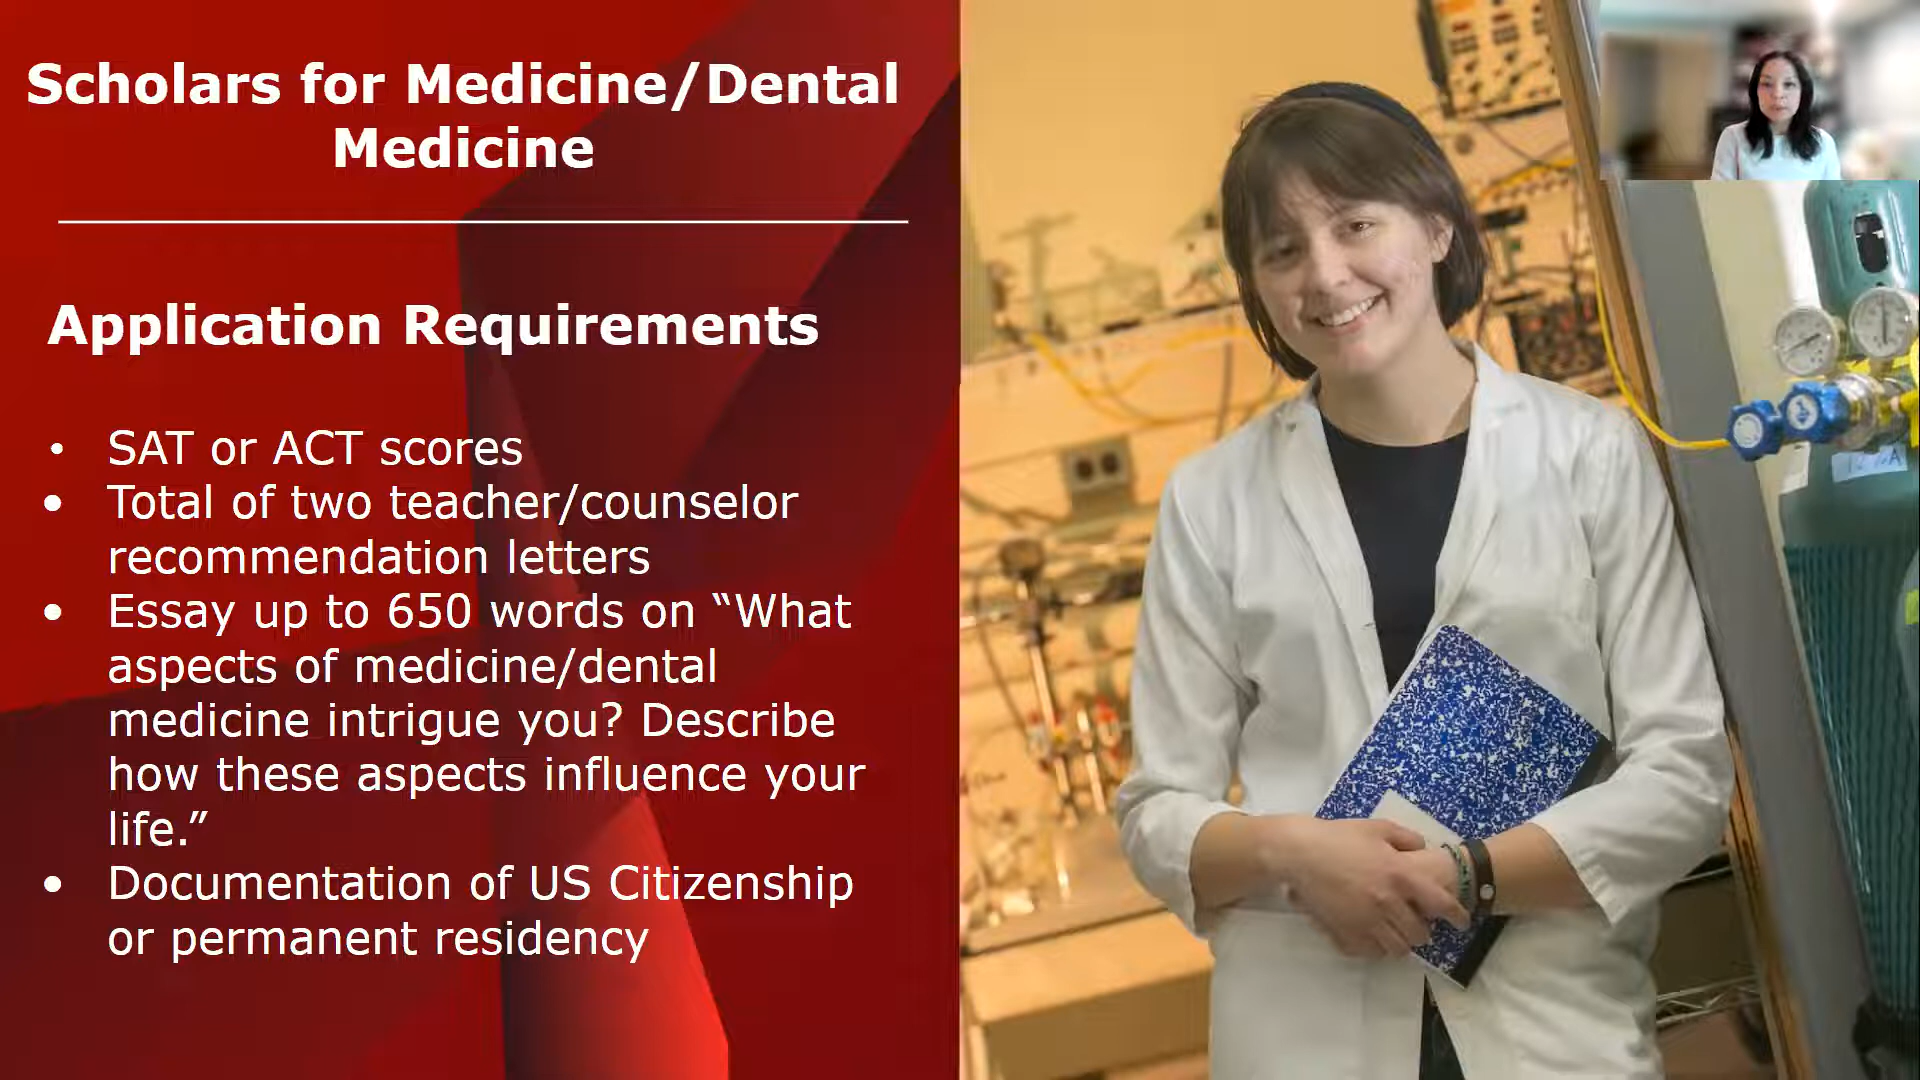 Scholars for Medicine/Dental
Medicine
Application Requirements
• SAT or ACT scores
• Total of two teacher/counselor
recommendation letters
• Essay up to 650 words on “What
aspects of medicine/dental
medicine intrigue you? Describe
how these aspects influence your
life.”
• Documentation of US Citizenship
or permanent residency